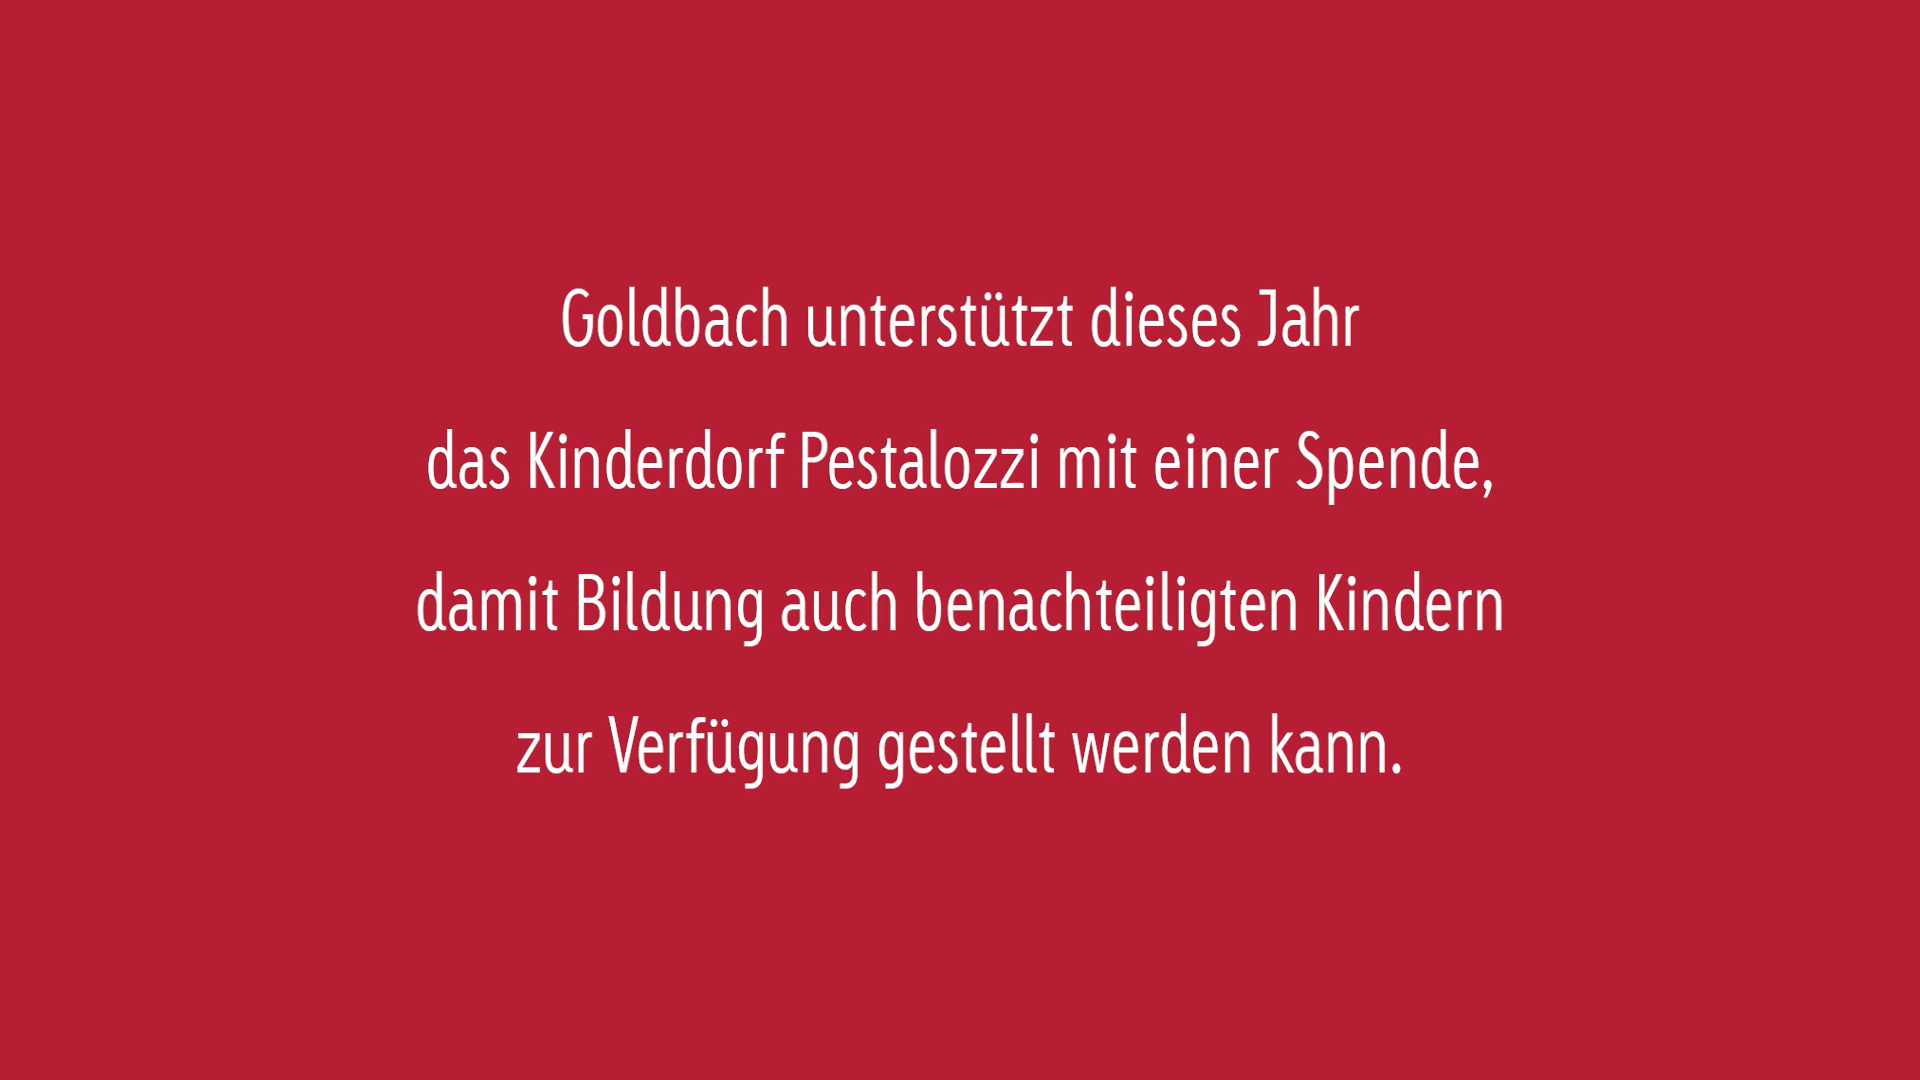 Goldbach unterstützt dieses Jahr
das Kinderdorf Pestalozzi mit einer Spende,
damit Bildung auch benachteiligten Kindern
zur Verfügung gestellt werden kann.